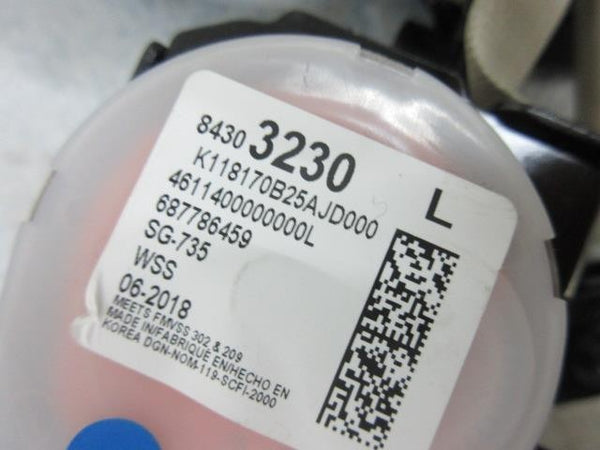 8430 3230
L
K118170B25AJD000
4611400000000L
687786459
SG-735
WSS
06-2018
MEETS FMVSS 302 & 209
MADE IN/FABRIQUE EN/HECHO EN
KOREA DGN-NOM-119-SCFI-2000